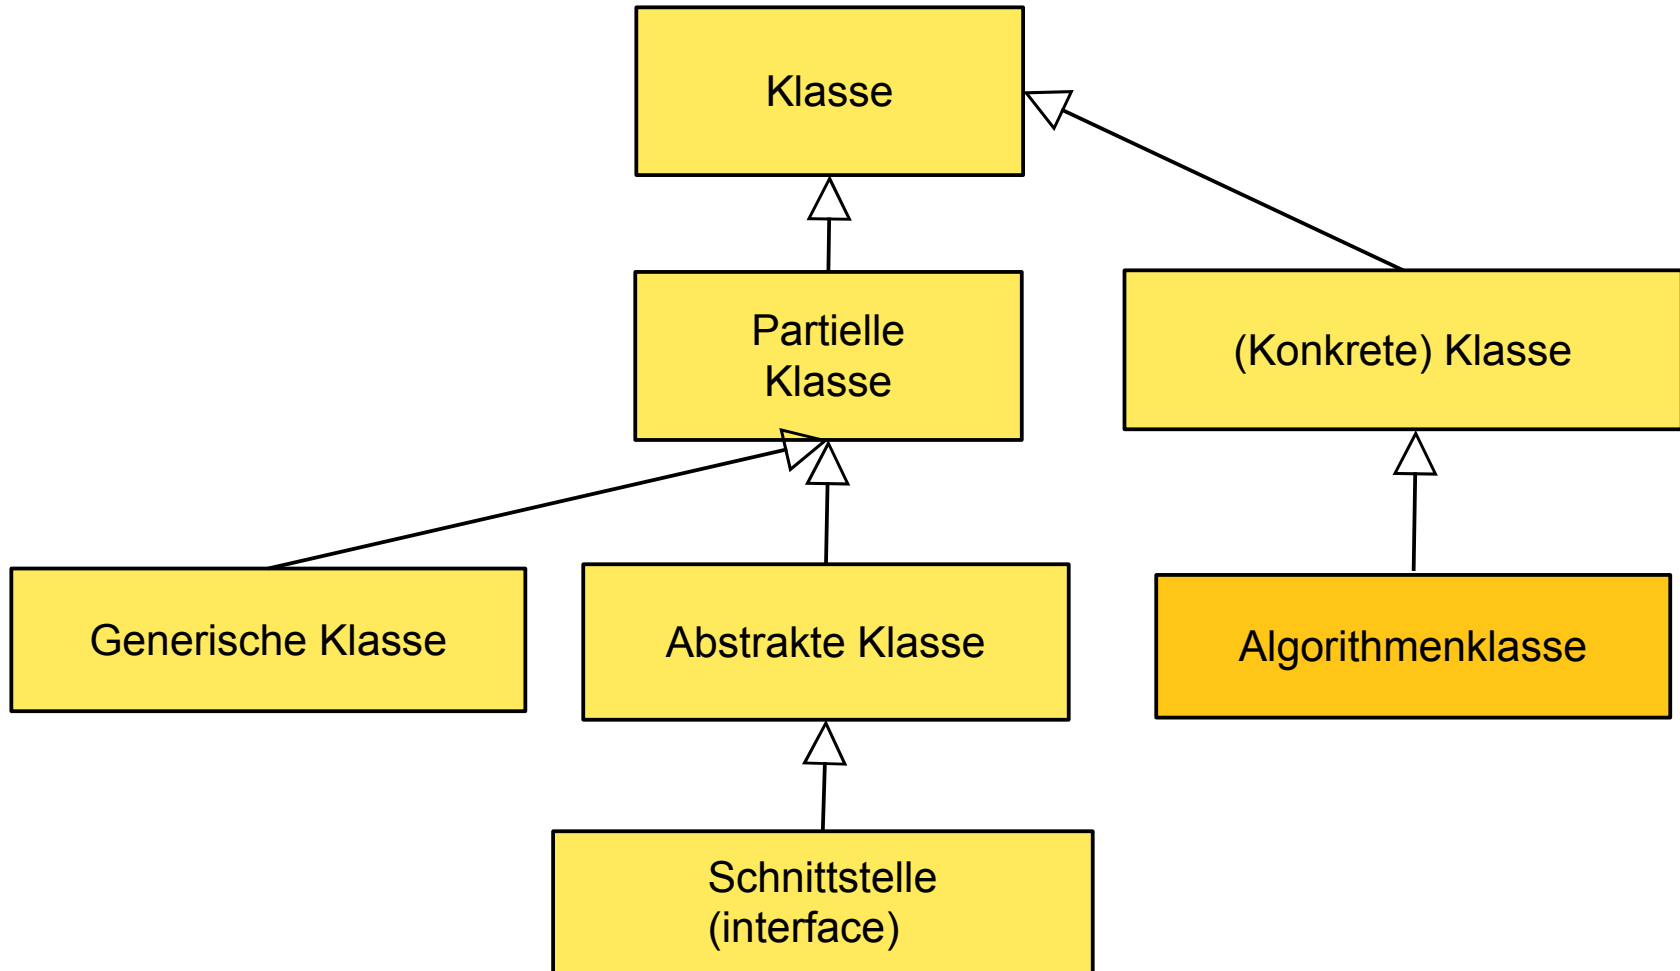 Klasse
Partielle
Klasse
(Konkrete) Klasse
Generische Klasse
Abstrakte Klasse
Algorithmenklasse
Schnittstelle
(interface)